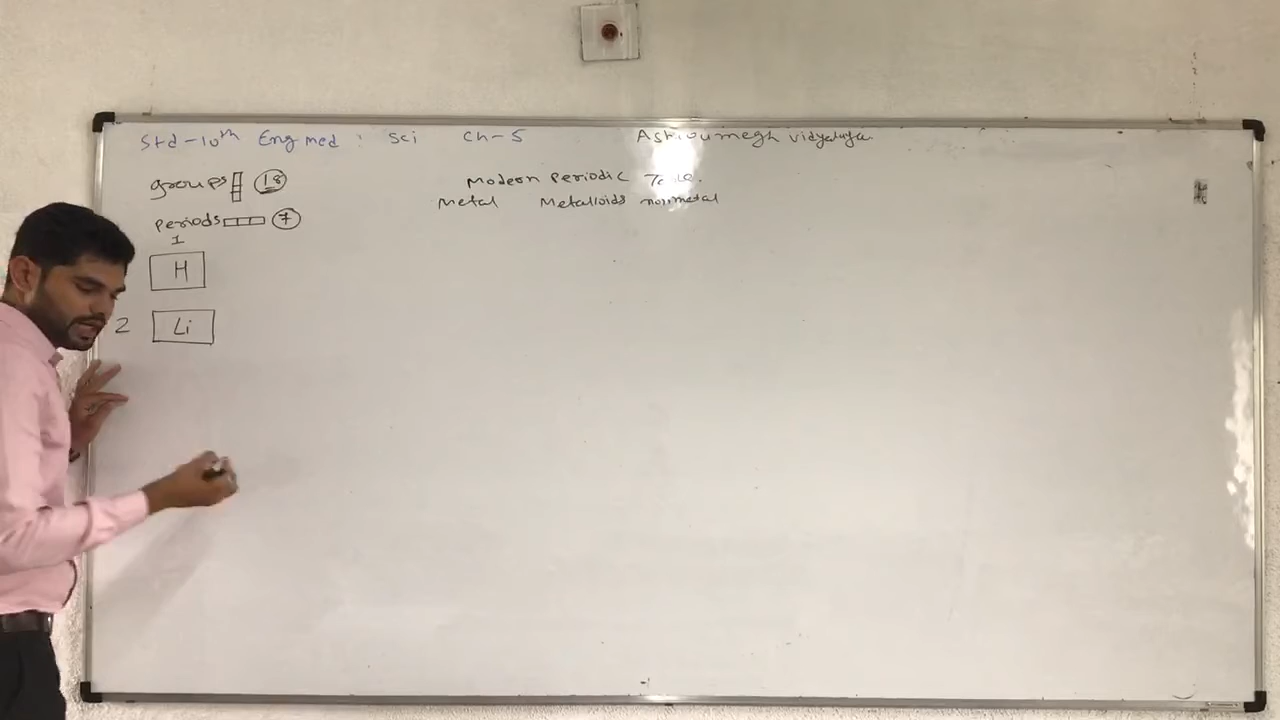 Std-10th Eng med : Sci Ch-5 Ashwamegh vidyalaya
groups 18
Modern Periodic Table.
Metal Metalloids nonmetal
periods 7
1
H
2 Li